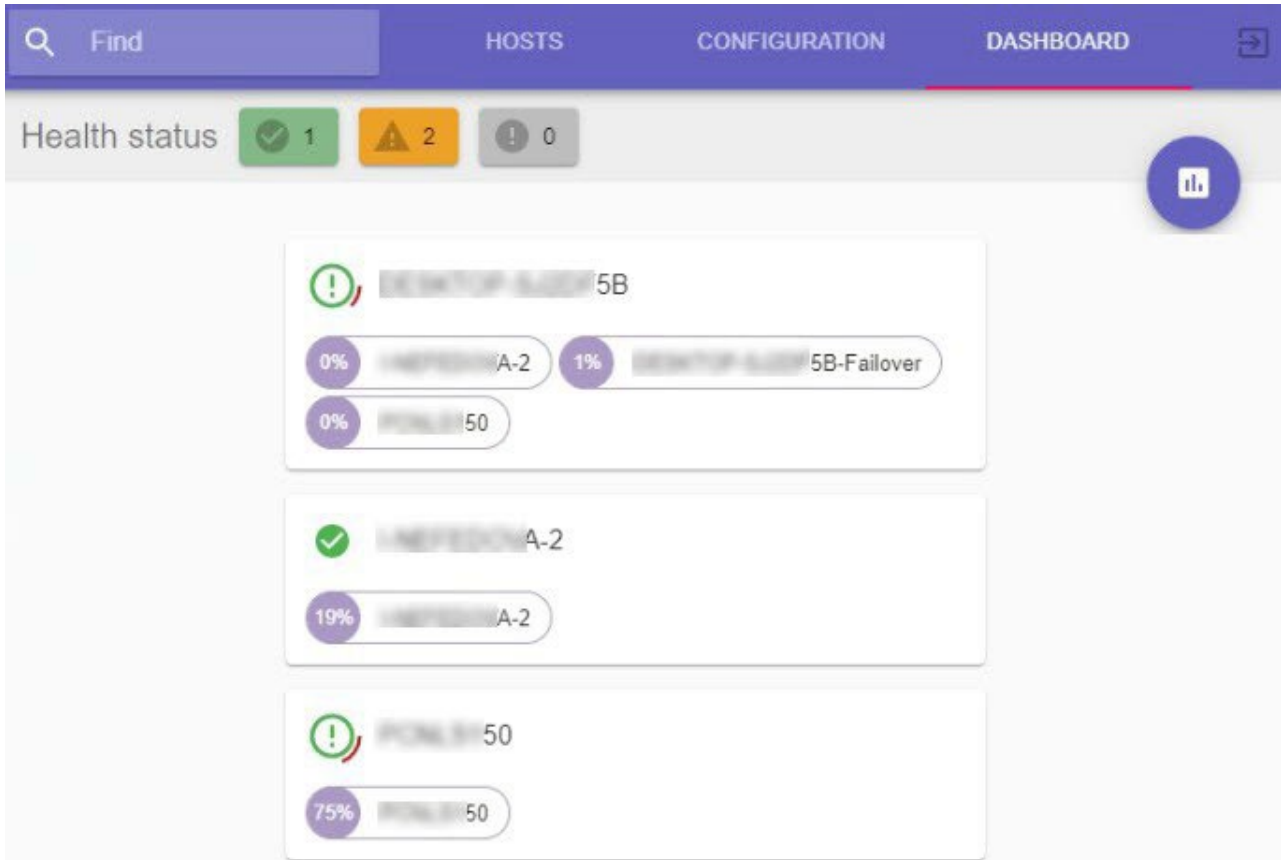 Find HOSTS CONFIGURATION DASHBOARD
Health status 1 2 0
5B
0% A-2 1% 5B-Failover
0% 50
A-2
19% A-2
50
75% 50